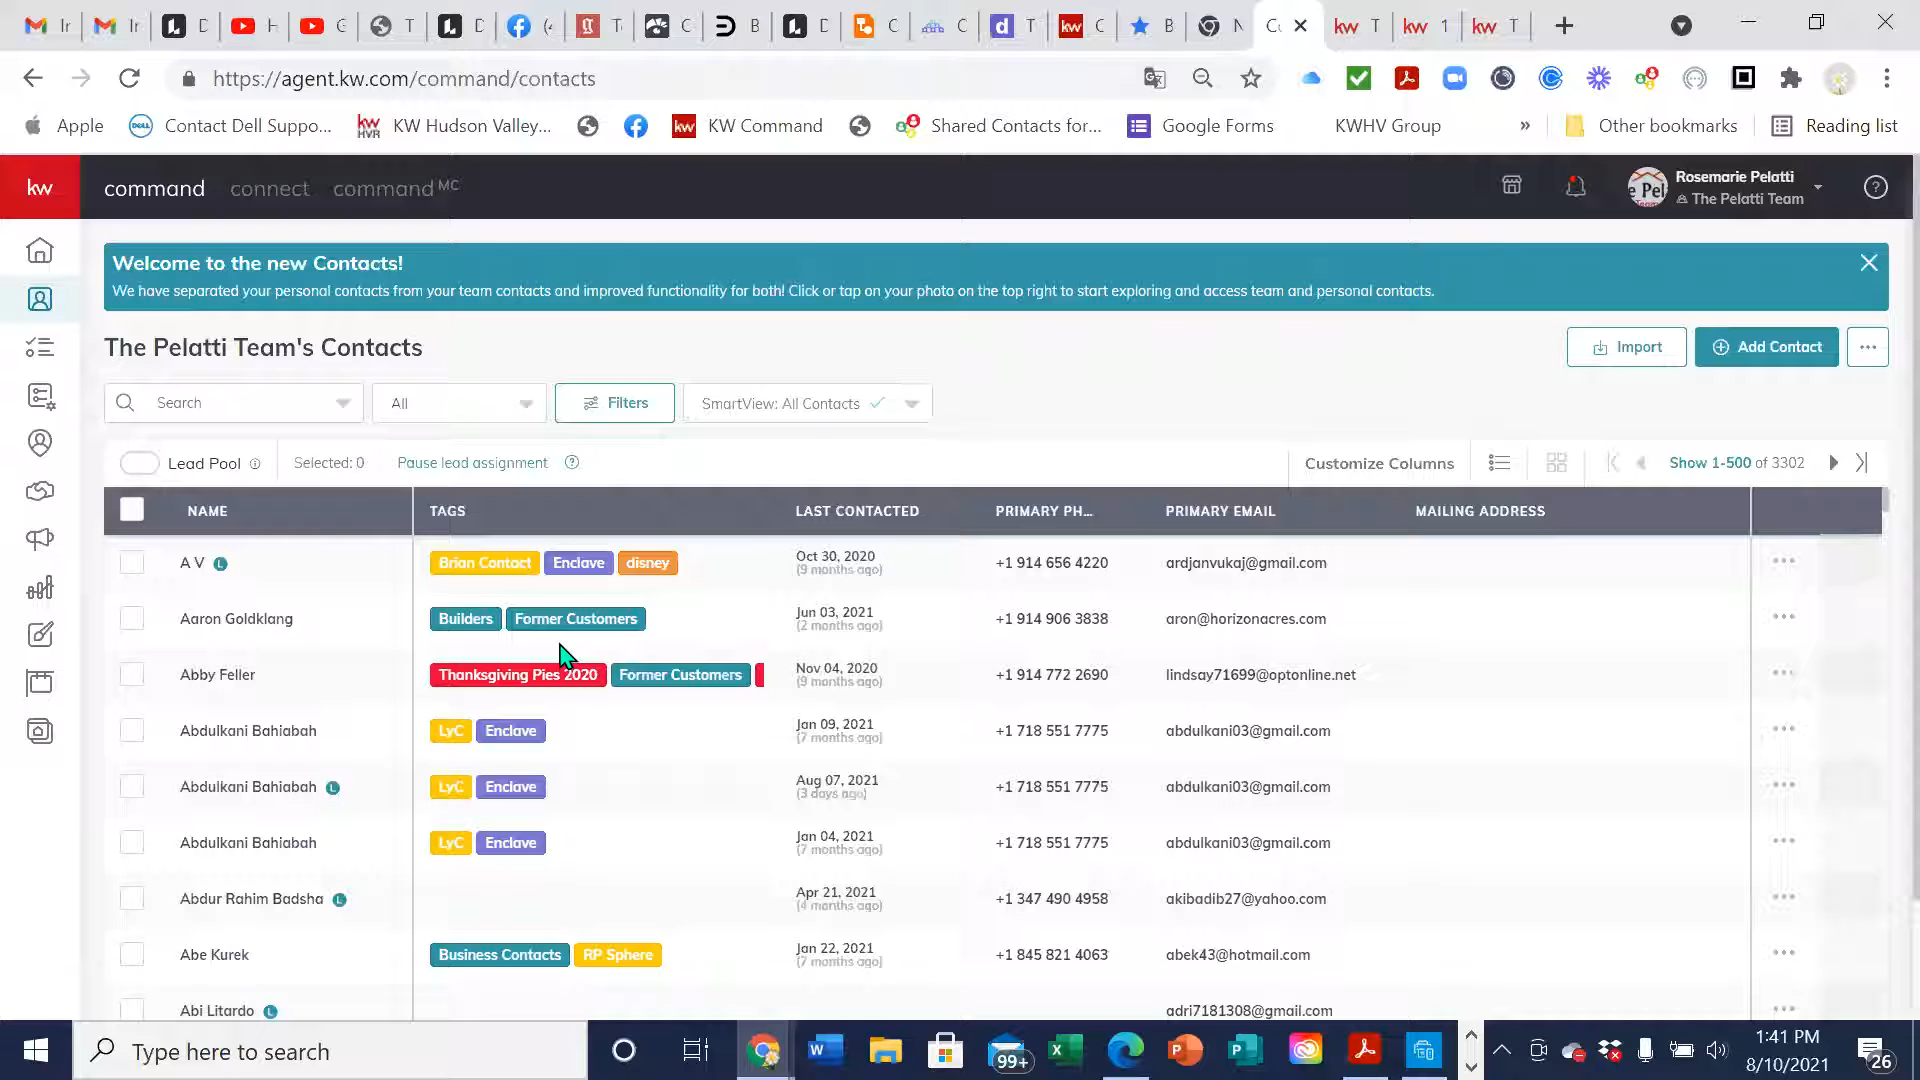 Ir Ir D H G T D (4 T C B D C C T C B N Co T 1 T
https://agent.kw.com/command/contacts
Apple Contact Dell Suppo... KW Hudson Valley... KW Command Shared Contacts for... Google Forms KWHV Group » Other bookmarks Reading list
kw command connect command MC Rosemarie Pelatti
The Pelatti Team
Welcome to the new Contacts!
We have separated your personal contacts from your team contacts and improved functionality for both! Click or tap on your photo on the top right to start exploring and access team and personal contacts.
The Pelatti Team's Contacts Import Add Contact
Search All Filters SmartView: All Contacts
Lead Pool Selected: 0 Pause lead assignment Customize Columns Show 1-500 of 3302
NAME TAGS LAST CONTACTED PRIMARY PH... PRIMARY EMAIL MAILING ADDRESS
A V L Brian Contact Enclave disney Oct 30, 2020 (9 months ago) +1 914 656 4220 ardjanvukaj@gmail.com
Aaron Goldklang Builders Former Customers Jun 03, 2021 (2 months ago) +1 914 906 3838 aron@horizonacres.com
Abby Feller Thanksgiving Pies 2020 Former Customers Nov 04, 2020 (9 months ago) +1 914 772 2690 lindsay71699@optonline.net
Abdulkani Bahiabah LyC Enclave Jan 09, 2021 (7 months ago) +1 718 551 7775 abdulkani03@gmail.com
Abdulkani Bahiabah L LyC Enclave Aug 07, 2021 (3 days ago) +1 718 551 7775 abdulkani03@gmail.com
Abdulkani Bahiabah LyC Enclave Jan 04, 2021 (7 months ago) +1 718 551 7775 abdulkani03@gmail.com
Abdur Rahim Badsha L Apr 21, 2021 (4 months ago) +1 347 490 4958 akibadib27@yahoo.com
Abe Kurek Business Contacts RP Sphere Jan 22, 2021 (7 months ago) +1 845 821 4063 abek43@hotmail.com
Abi Litardo L adri7181308@gmail.com
Type here to search 99+ 1:41 PM
8/10/2021 26